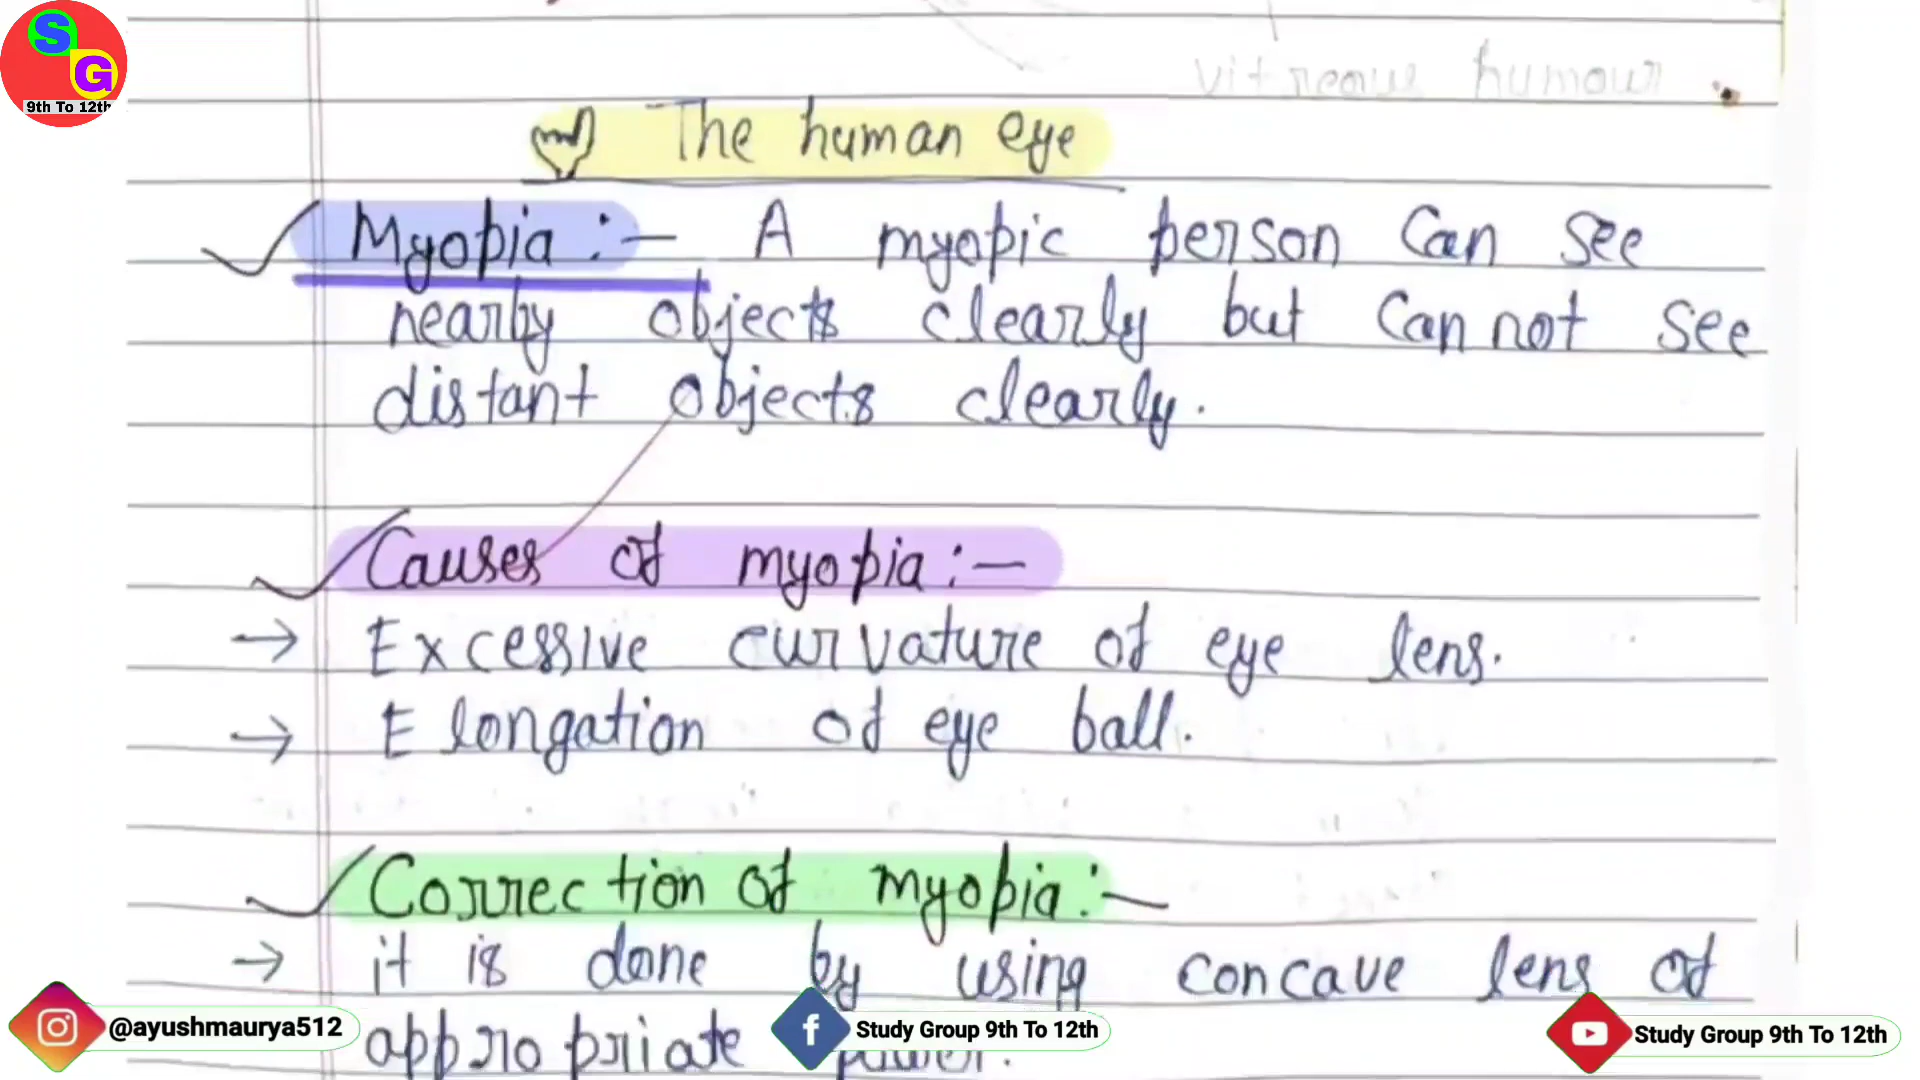 S
G
9th To 12th
vitreous humour
The human eye
Myopia :- A myopic person can see
nearby objects clearly but can not see
distant objects clearly.
Causes of myopia :-
→ Excessive curvature of eye lens.
→ Elongation of eye ball.
Correction of myopia :-
→ it is done by using concave lens of
appropriate power.
@ayushmaurya512
f
Study Group 9th To 12th
Study Group 9th To 12th